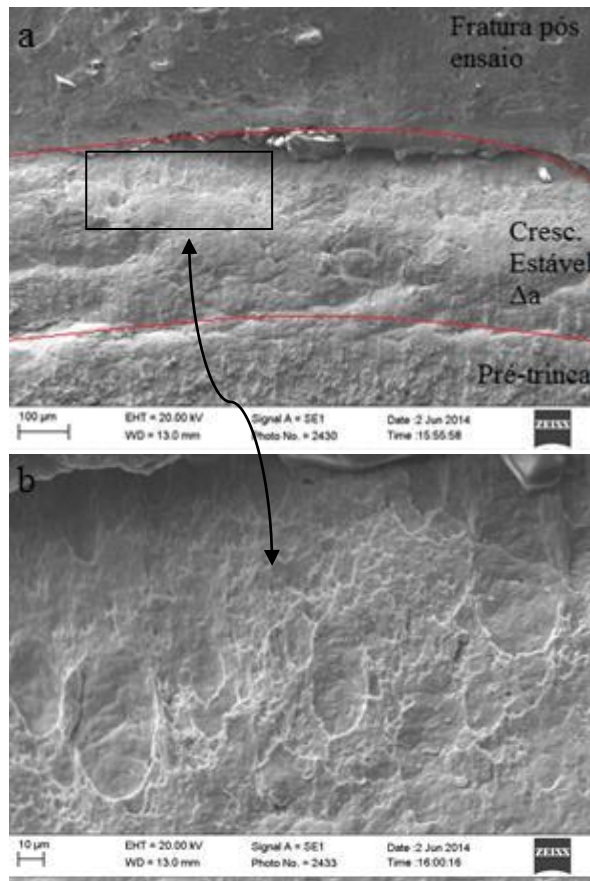 a
Fratura pós
ensaio
Cresc.
Estável
Δa
Pré-trinca
100 µm
EHT = 20.00 kV
WD = 13.0 mm
Signal A = SE1
Photo No. = 2430
Date :2 Jun 2014
Time :15:55:58
ZEISS
b
10 µm
EHT = 20.00 kV
WD = 13.0 mm
Signal A = SE1
Photo No. = 2433
Date :2 Jun 2014
Time :16:00:16
ZEISS